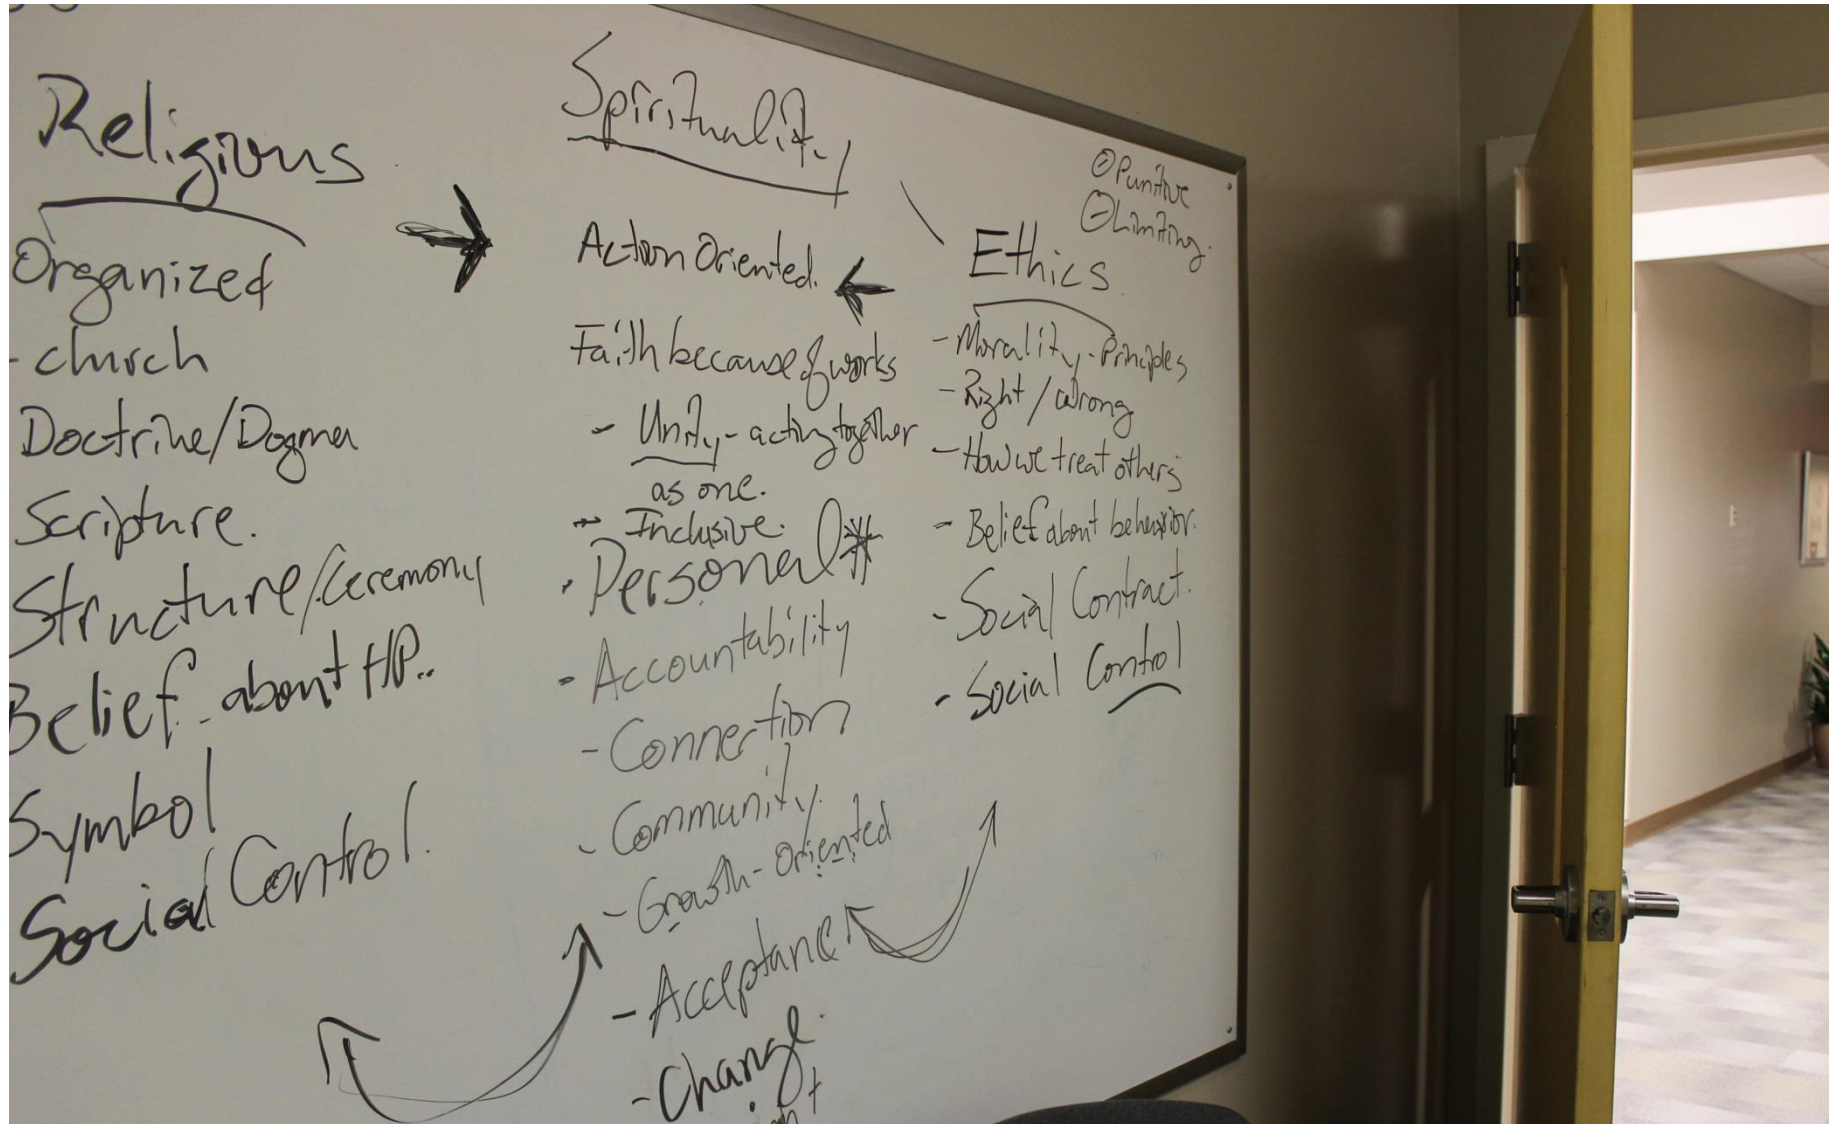 Religious
Organized
- church
Doctrine/Dogma
Scripture.
Structure/Ceremony
Belief about HP..
Symbol
Social Control.
Spirituality
Action Oriented.
Faith because of works
- Unity - acting together
as one.
- Inclusive.
- Personal*
- Accountability
- Connection
- Community.
- Growth-Oriented
- Acceptance
- Change.
⊖ Punitive
⊖ Limiting.
Ethics.
- Morality - Principles
- Right / Wrong
- How we treat others
- Belief about behavior.
- Social Contract.
- Social Control